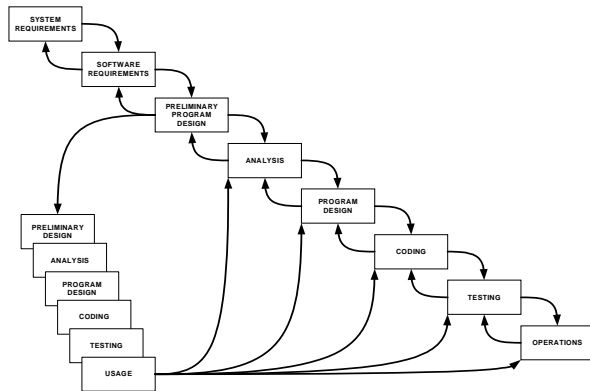 SYSTEM
REQUIREMENTS
SOFTWARE
REQUIREMENTS
PRELIMINARY
PROGRAM
DESIGN
ANALYSIS
PROGRAM
DESIGN
CODING
TESTING
OPERATIONS
PRELIMINARY
DESIGN
ANALYSIS
PROGRAM
DESIGN
CODING
TESTING
USAGE